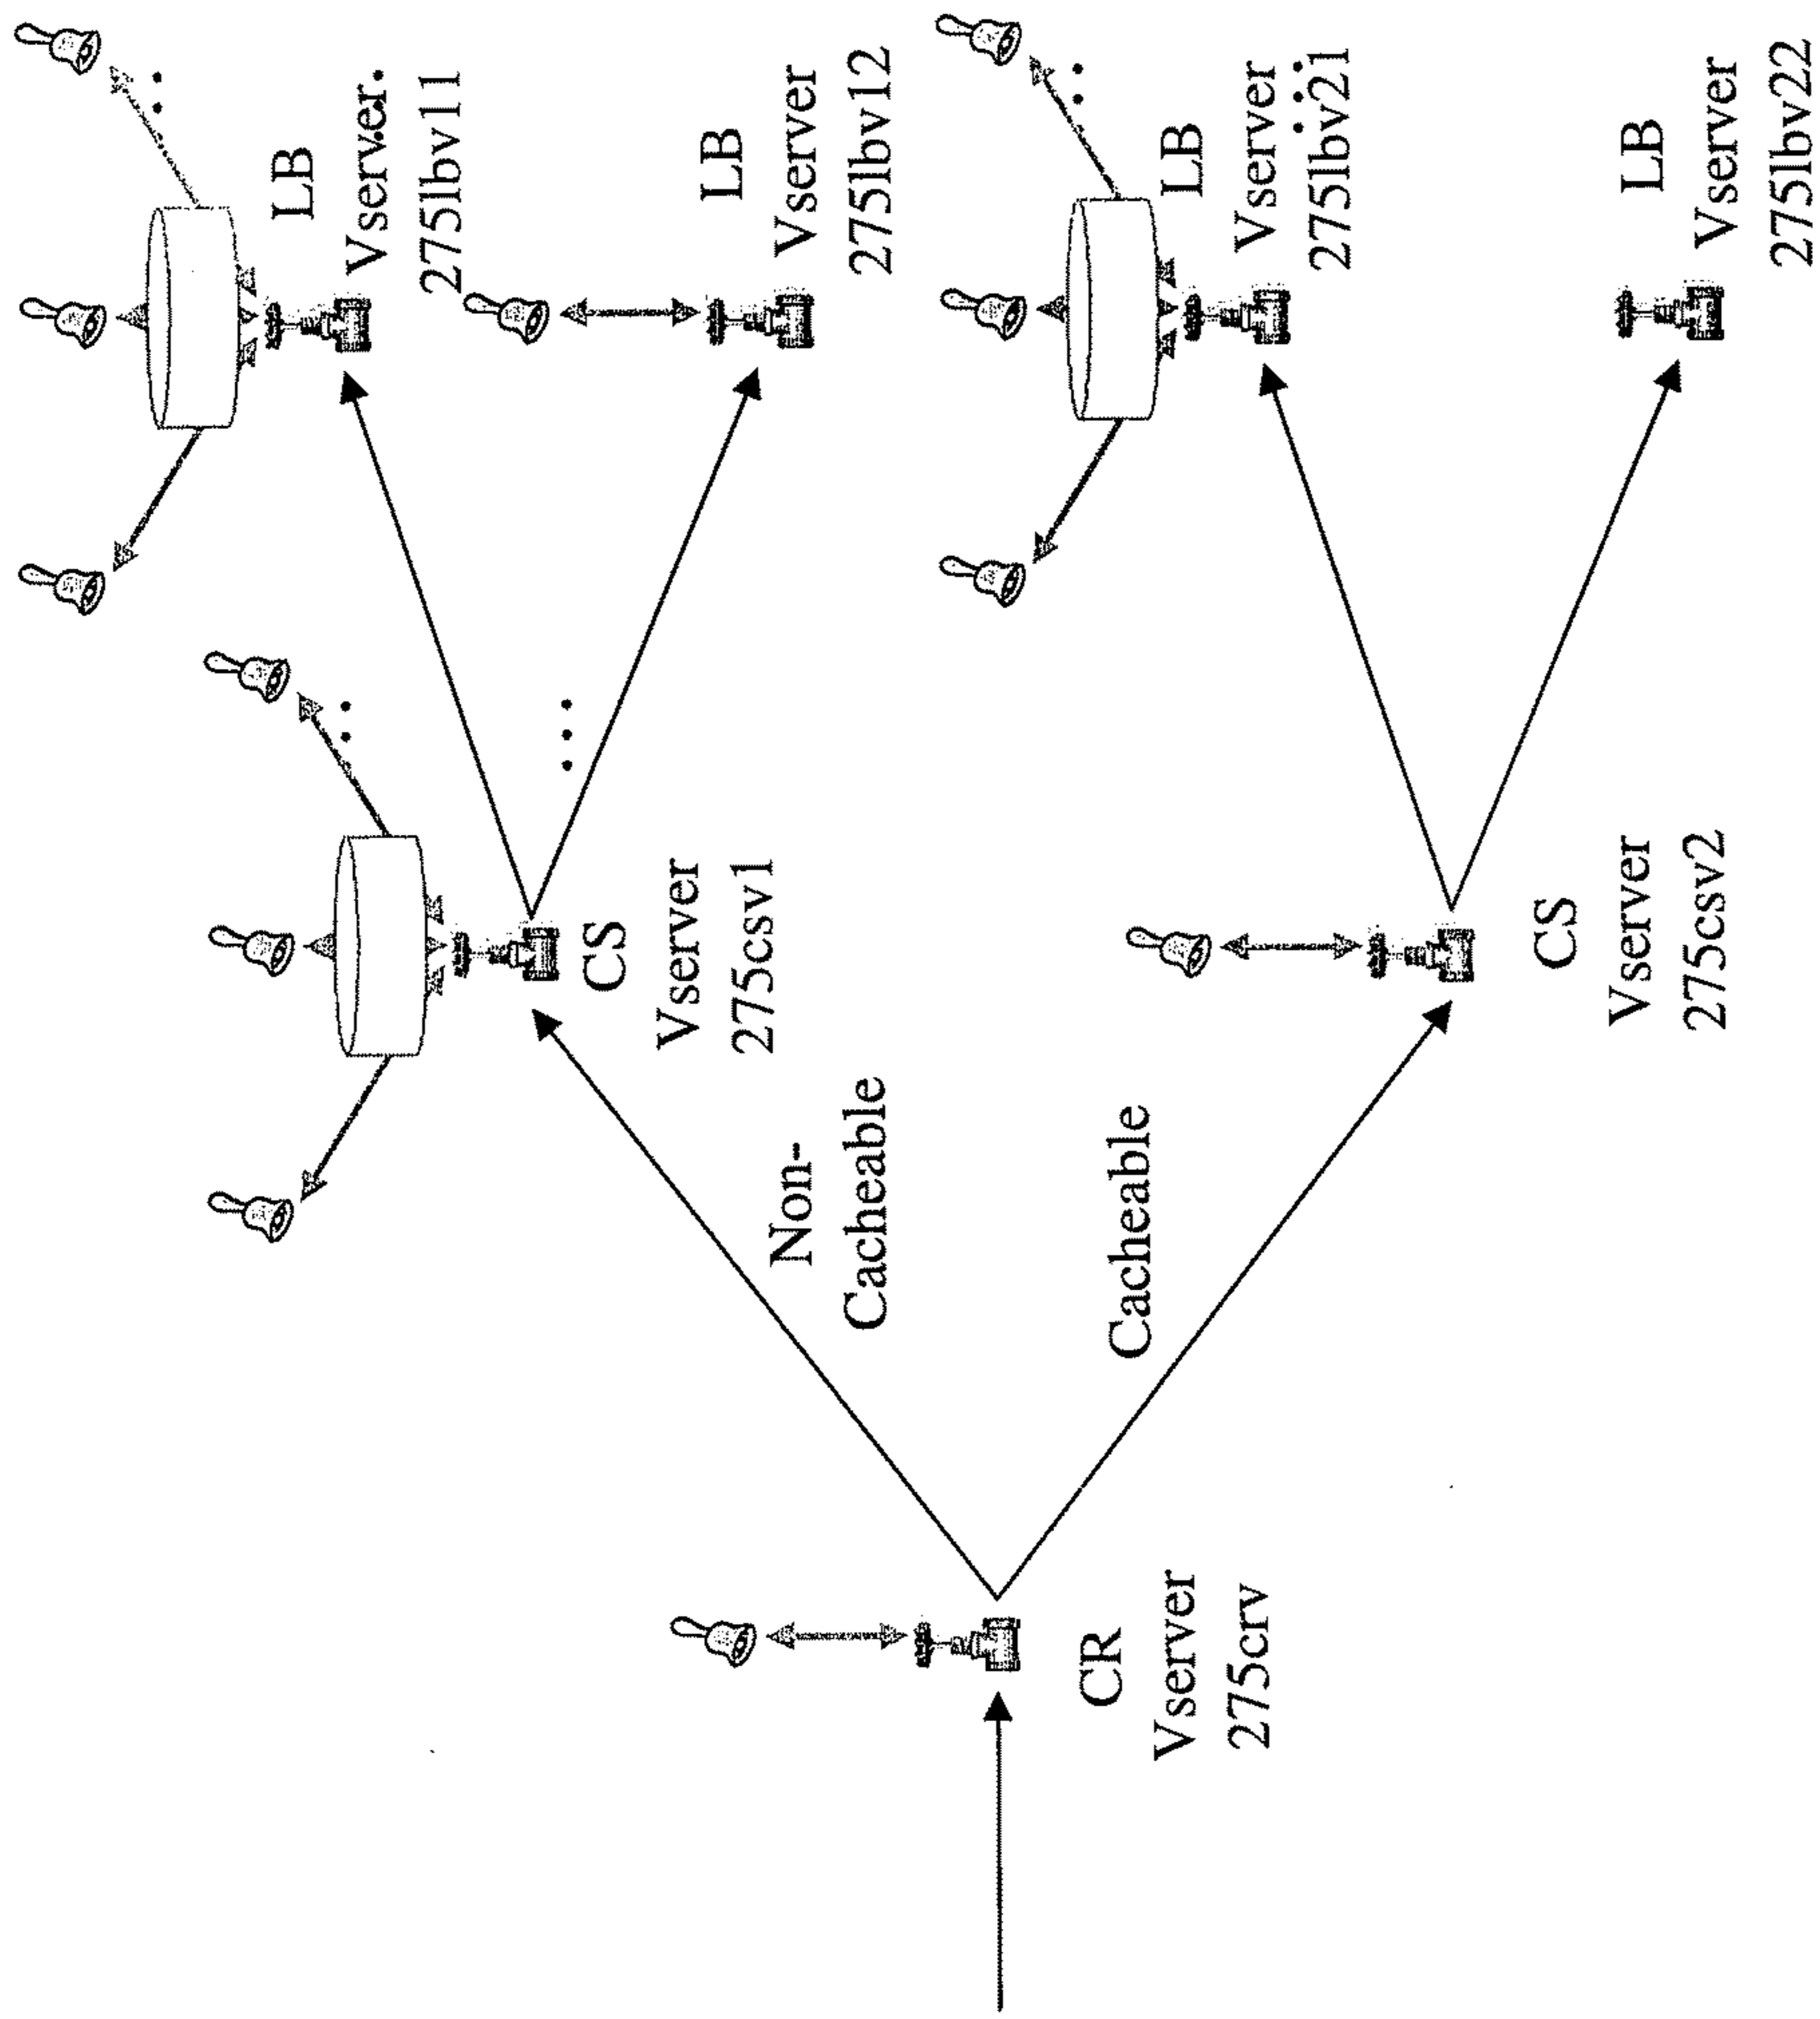 CR
Vserver
275crv
Non-
Cacheable
Cacheable
CS
Vserver
275csv1
CS
Vserver
275csv2
LB
Vserver
275lbv11
LB
Vserver
275lbv12
LB
Vserver
275lbv21
LB
Vserver
275lbv22